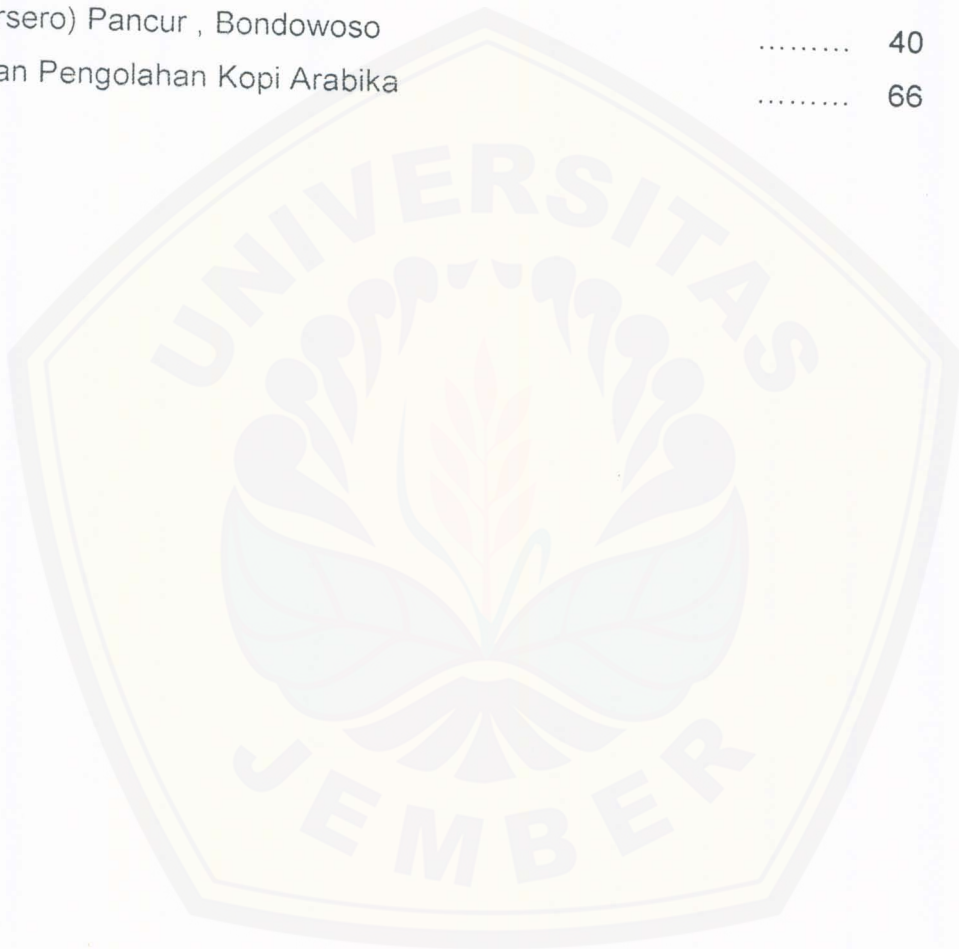 rsero) Pancur , Bondowoso ......... 40
an Pengolahan Kopi Arabika ......... 66
UNIVERSITAS
JEMBER